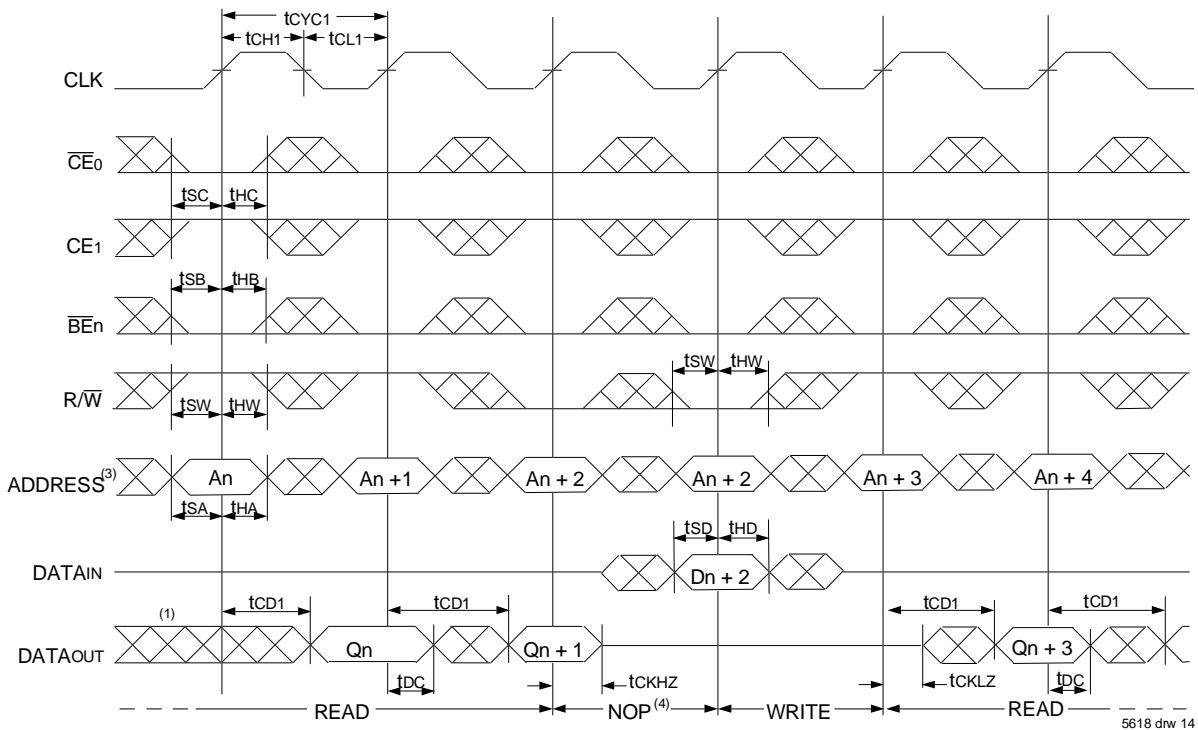 tCYC1
tCH1 tCL1
CLK
CE0
tSC tHC
CE1
tSB tHB
BEn
tSW tHW
R/W
tSW tHW
ADDRESS(3) An An +1 An + 2 An + 2 An + 3 An + 4
tSA tHA
tSD tHD
DATAIN Dn + 2
(1) tCD1 tCD1 tCD1 tCD1
DATAOUT Qn Qn + 1 Qn + 3
tDC tCKHZ tCKLZ tDC
READ NOP(4) WRITE READ
5618 drw 14